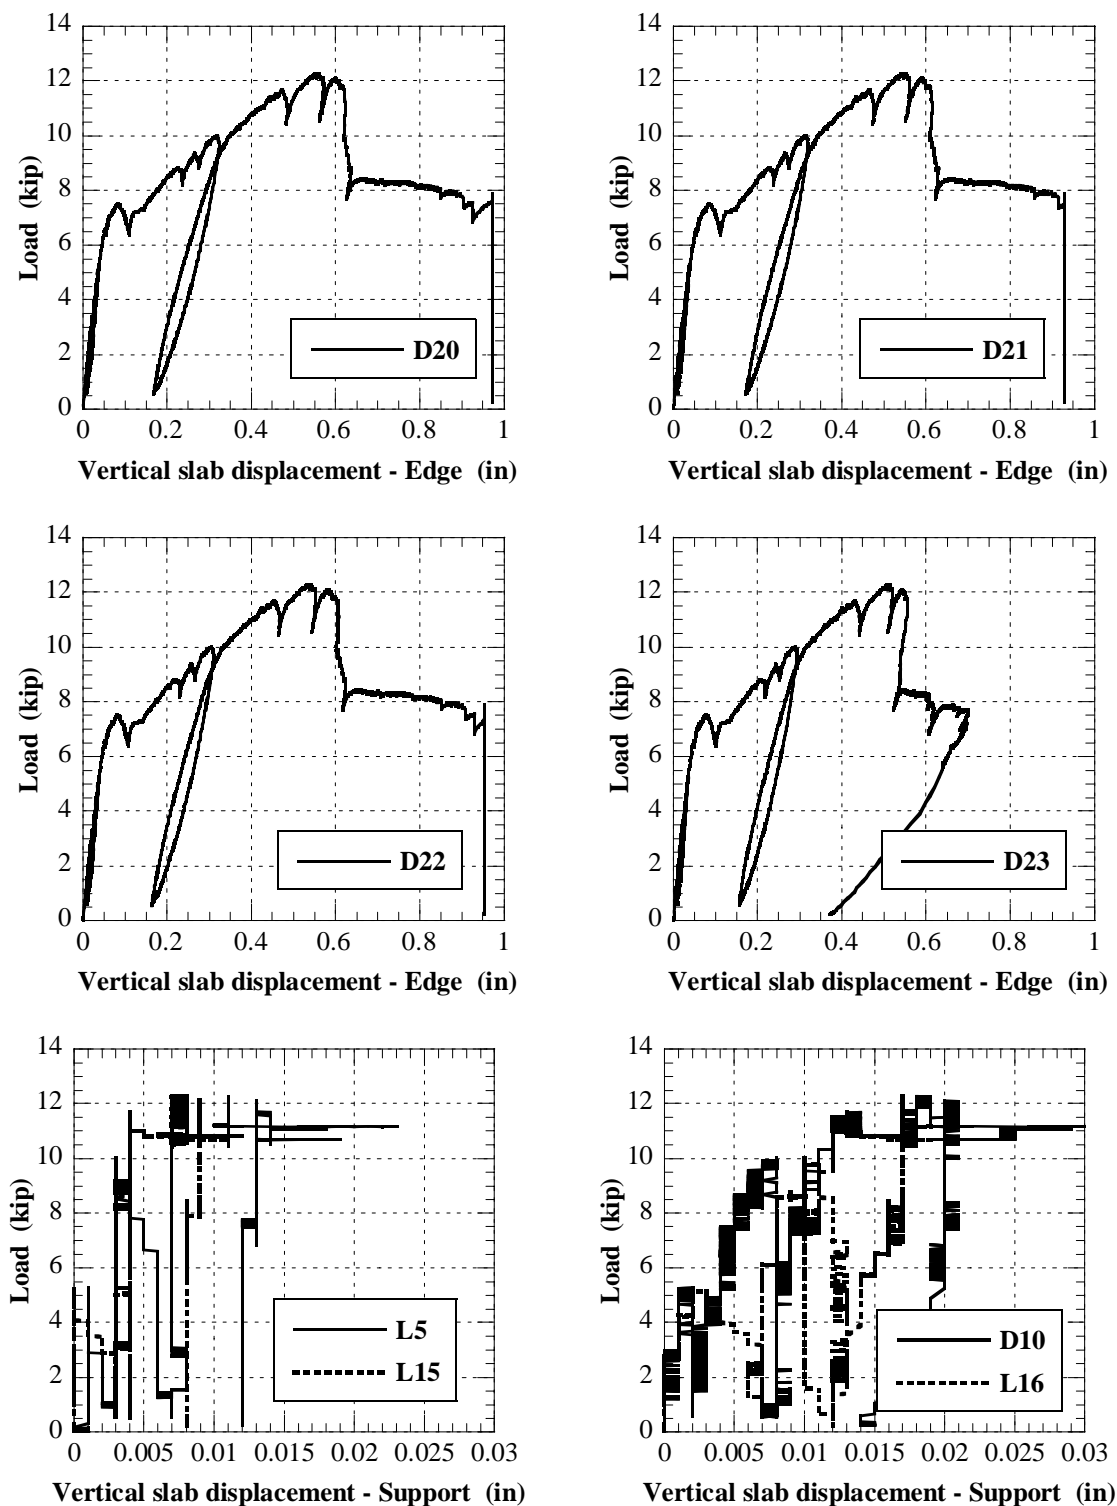 14
12
10
8
6
4
2
0
Load (kip)
D20
0 0.2 0.4 0.6 0.8 1
Vertical slab displacement - Edge (in)
14
12
10
8
6
4
2
0
Load (kip)
D21
0 0.2 0.4 0.6 0.8 1
Vertical slab displacement - Edge (in)
14
12
10
8
6
4
2
0
Load (kip)
D22
0 0.2 0.4 0.6 0.8 1
Vertical slab displacement - Edge (in)
14
12
10
8
6
4
2
0
Load (kip)
D23
0 0.2 0.4 0.6 0.8 1
Vertical slab displacement - Edge (in)
14
12
10
8
6
4
2
0
Load (kip)
L5
L15
0 0.005 0.01 0.015 0.02 0.025 0.03
Vertical slab displacement - Support (in)
14
12
10
8
6
4
2
0
Load (kip)
D10
L16
0 0.005 0.01 0.015 0.02 0.025 0.03
Vertical slab displacement - Support (in)